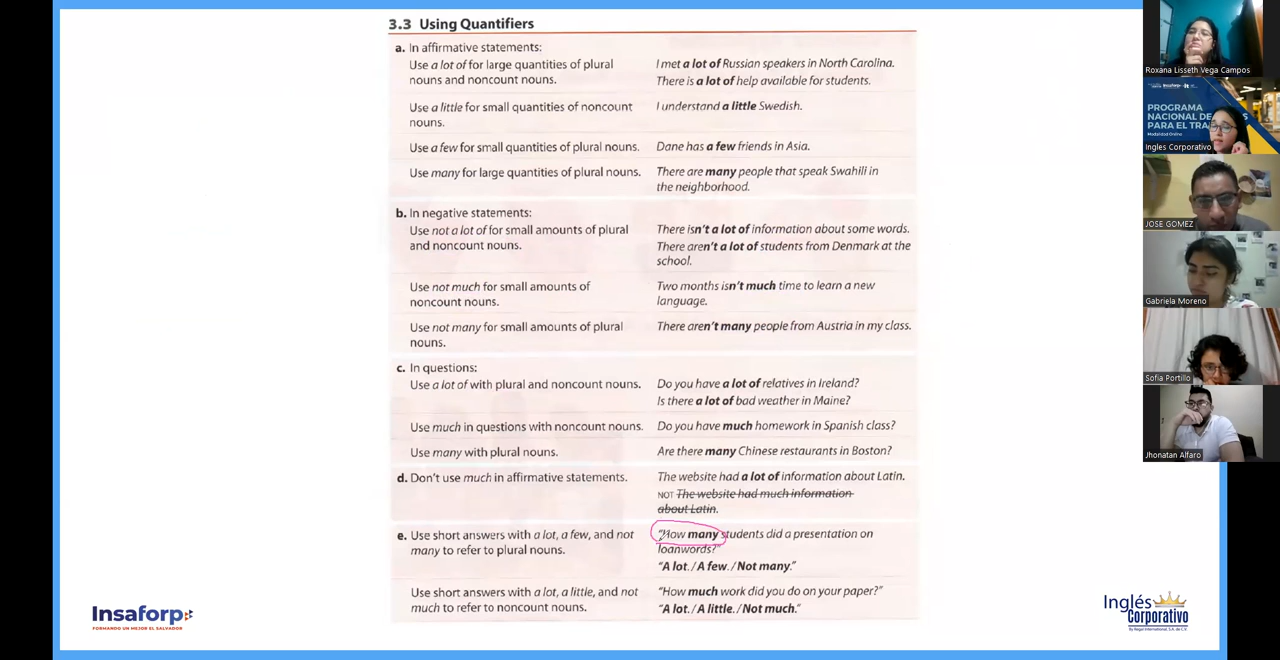 3.3 Using Quantifiers
a. In affirmative statements:
Use a lot of for large quantities of plural
nouns and noncount nouns.
I met a lot of Russian speakers in North Carolina.
There is a lot of help available for students.
Use a little for small quantities of noncount
nouns.
I understand a little Swedish.
Use a few for small quantities of plural nouns.
Dane has a few friends in Asia.
Use many for large quantities of plural nouns.
There are many people that speak Swahili in
the neighborhood.
b. In negative statements:
Use not a lot of for small amounts of plural
and noncount nouns.
There isn't a lot of information about some words.
There aren't a lot of students from Denmark at the
school.
Use not much for small amounts of
noncount nouns.
Two months isn't much time to learn a new
language.
Use not many for small amounts of plural
nouns.
There aren't many people from Austria in my class.
c. In questions:
Use a lot of with plural and noncount nouns.
Do you have a lot of relatives in Ireland?
Is there a lot of bad weather in Maine?
Use much in questions with noncount nouns.
Do you have much homework in Spanish class?
Use many with plural nouns.
Are there many Chinese restaurants in Boston?
d. Don't use much in affirmative statements.
The website had a lot of information about Latin.
NOT The website had much information
about Latin.
e. Use short answers with a lot, a few, and not
many to refer to plural nouns.
"How many students did a presentation on
loanwords?"
"A lot. / A few. / Not many."
Use short answers with a lot, a little, and not
much to refer to noncount nouns.
"How much work did you do on your paper?"
"A lot. / A little. / Not much."
Insaforp
FORMANDO UN MEJOR EL SALVADOR
Inglés
Corporativo
By Regal International, S.A. de C.V.
Roxana Lisseth Vega Campos
PROGRAMA
NACIONAL DE
PARA EL TRA
Modalidad Online
Ingles Corporativo
JOSE GOMEZ
Gabriela Moreno
Sofia Portillo
Jhonatan Alfaro